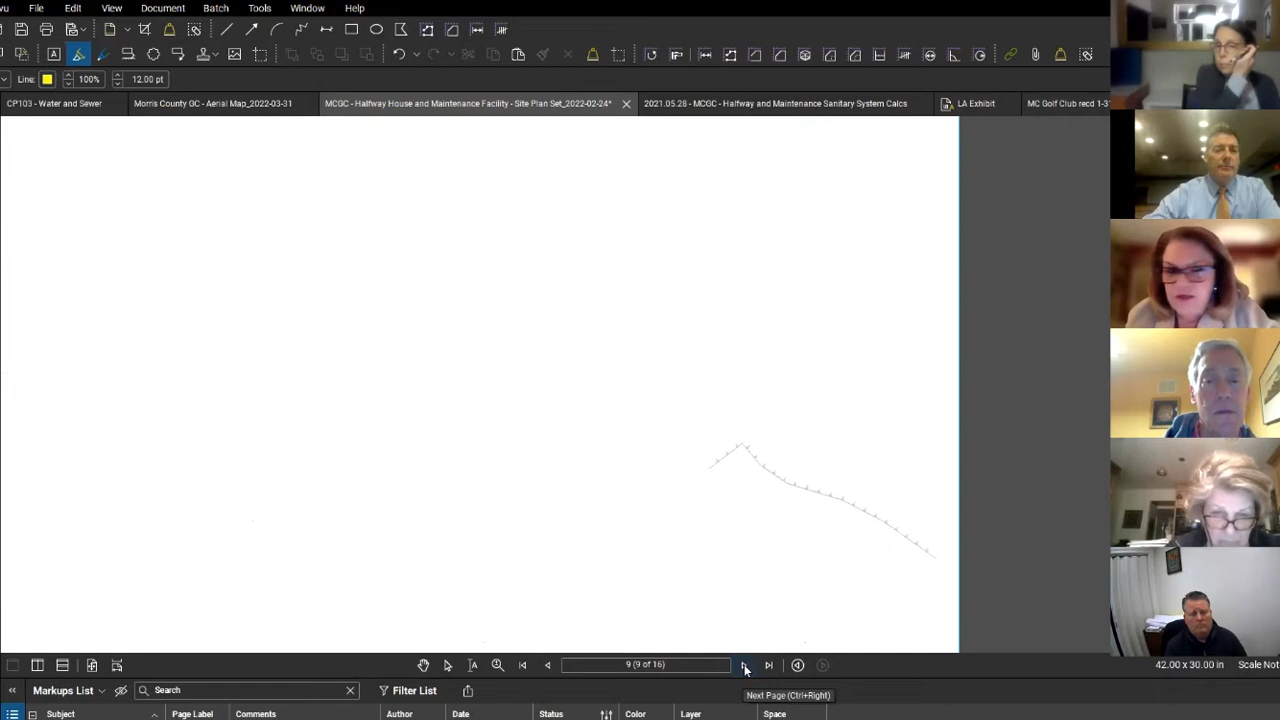 vu File Edit View Document Batch Tools Window Help
Line: 100% 12.00 pt
CP103 - Water and Sewer Morris County GC - Aerial Map_2022-03-31 MCGC - Halfway House and Maintenance Facility - Site Plan Set_2022-02-24* 2021.05.28 - MCGC - Halfway and Maintenance Sanitary System Calcs LA Exhibit MC Golf Club recd 1-31
9 (9 of 16) 42.00 x 30.00 in Scale Not
Next Page (Ctrl+Right)
Markups List Search Filter List
Subject Page Label Comments Author Date Status Color Layer Space